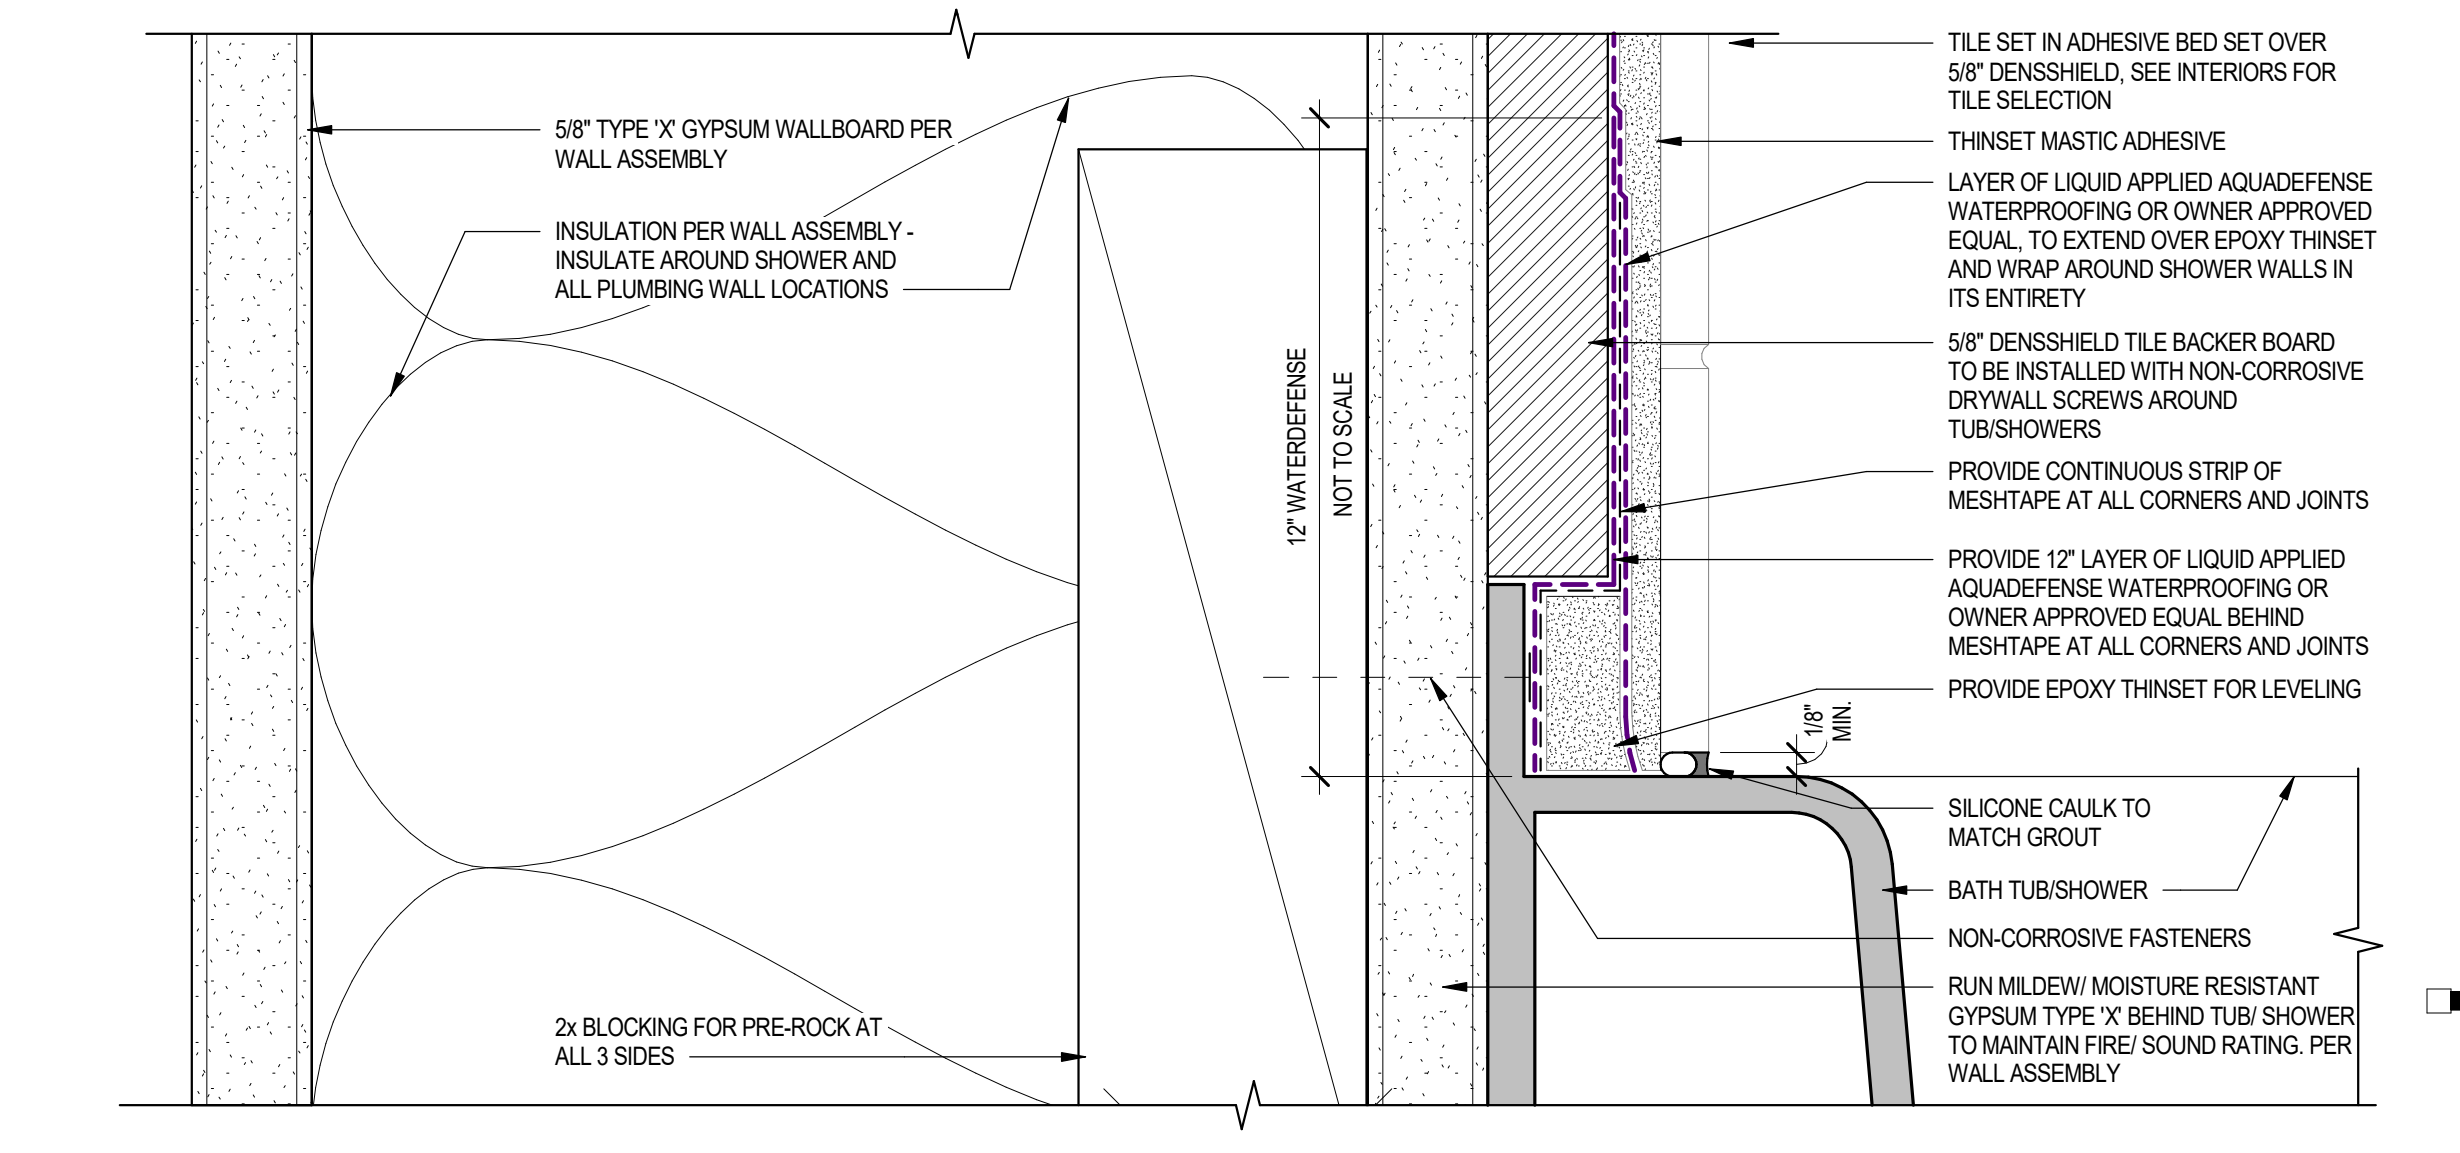 5/8" TYPE 'X' GYPSUM WALLBOARD PER
WALL ASSEMBLY
INSULATION PER WALL ASSEMBLY -
INSULATE AROUND SHOWER AND
ALL PLUMBING WALL LOCATIONS
2x BLOCKING FOR PRE-ROCK AT
ALL 3 SIDES
12" WATERDEFENSE
NOT TO SCALE
TILE SET IN ADHESIVE BED SET OVER
5/8" DENSSHIELD, SEE INTERIORS FOR
TILE SELECTION
THINSET MASTIC ADHESIVE
LAYER OF LIQUID APPLIED AQUADEFENSE
WATERPROOFING OR OWNER APPROVED
EQUAL, TO EXTEND OVER EPOXY THINSET
AND WRAP AROUND SHOWER WALLS IN
ITS ENTIRETY
5/8" DENSSHIELD TILE BACKER BOARD
TO BE INSTALLED WITH NON-CORROSIVE
DRYWALL SCREWS AROUND
TUB/SHOWERS
PROVIDE CONTINUOUS STRIP OF
MESHTAPE AT ALL CORNERS AND JOINTS
PROVIDE 12" LAYER OF LIQUID APPLIED
AQUADEFENSE WATERPROOFING OR
OWNER APPROVED EQUAL BEHIND
MESHTAPE AT ALL CORNERS AND JOINTS
PROVIDE EPOXY THINSET FOR LEVELING
1/8"
MIN.
SILICONE CAULK TO
MATCH GROUT
BATH TUB/SHOWER
NON-CORROSIVE FASTENERS
RUN MILDEW/ MOISTURE RESISTANT
GYPSUM TYPE 'X' BEHIND TUB/ SHOWER
TO MAINTAIN FIRE/ SOUND RATING. PER
WALL ASSEMBLY